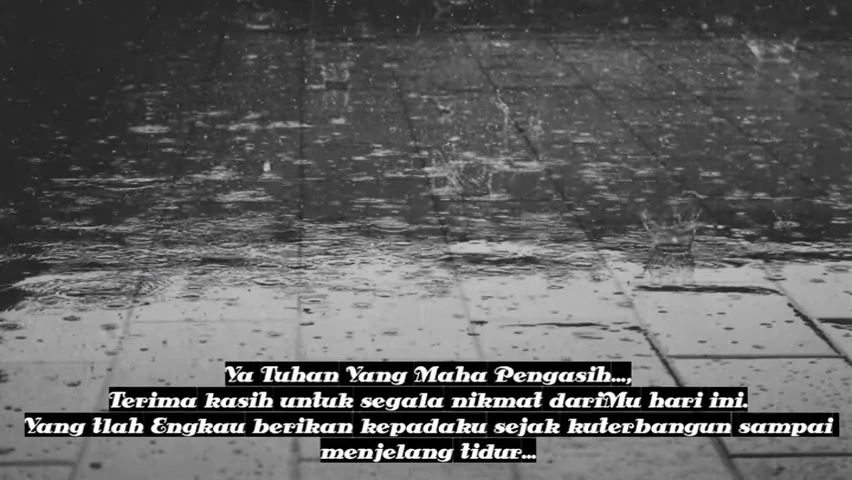 Ya Tuhan Yang Maha Pengasih...,
Terima kasih untuk segala nikmat dariMu hari ini.
Yang tlah Engkau berikan kepadaku sejak kuterbangun sampai
menjelang tidur...